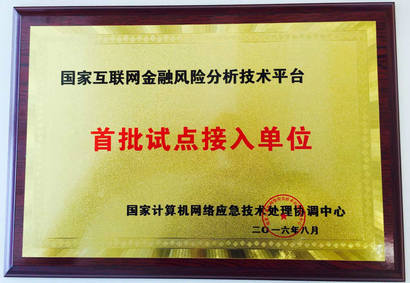 国家互联网金融风险分析技术平台
首批试点接入单位
国家计算机网络应急技术处理协调中心
二〇一六年八月